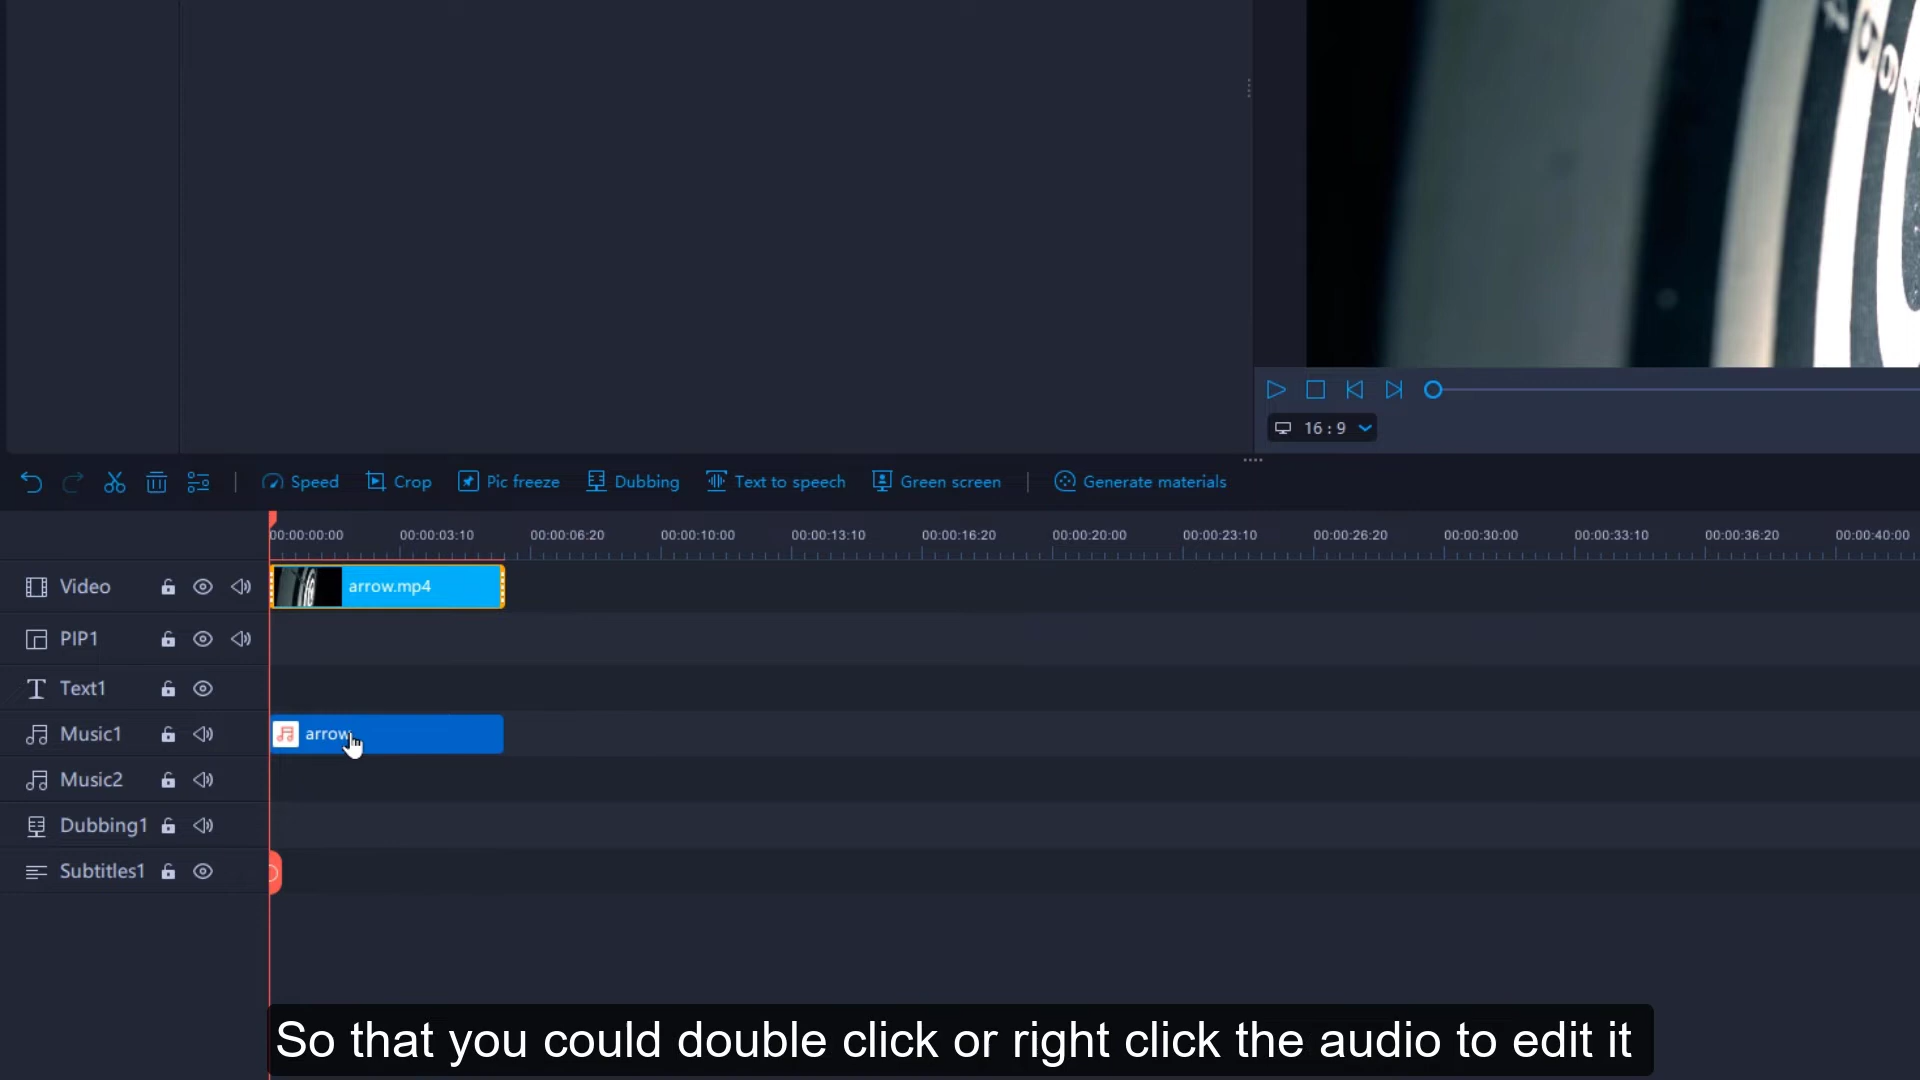 16 : 9
Speed Crop Pic freeze Dubbing Text to speech Green screen Generate materials
00:00:00:00 00:00:03:10 00:00:06:20 00:00:10:00 00:00:13:10 00:00:16:20 00:00:20:00 00:00:23:10 00:00:26:20 00:00:30:00 00:00:33:10 00:00:36:20 00:00:40:00
Video arrow.mp4
PIP1
Text1
Music1 arrow
Music2
Dubbing1
Subtitles1
So that you could double click or right click the audio to edit it